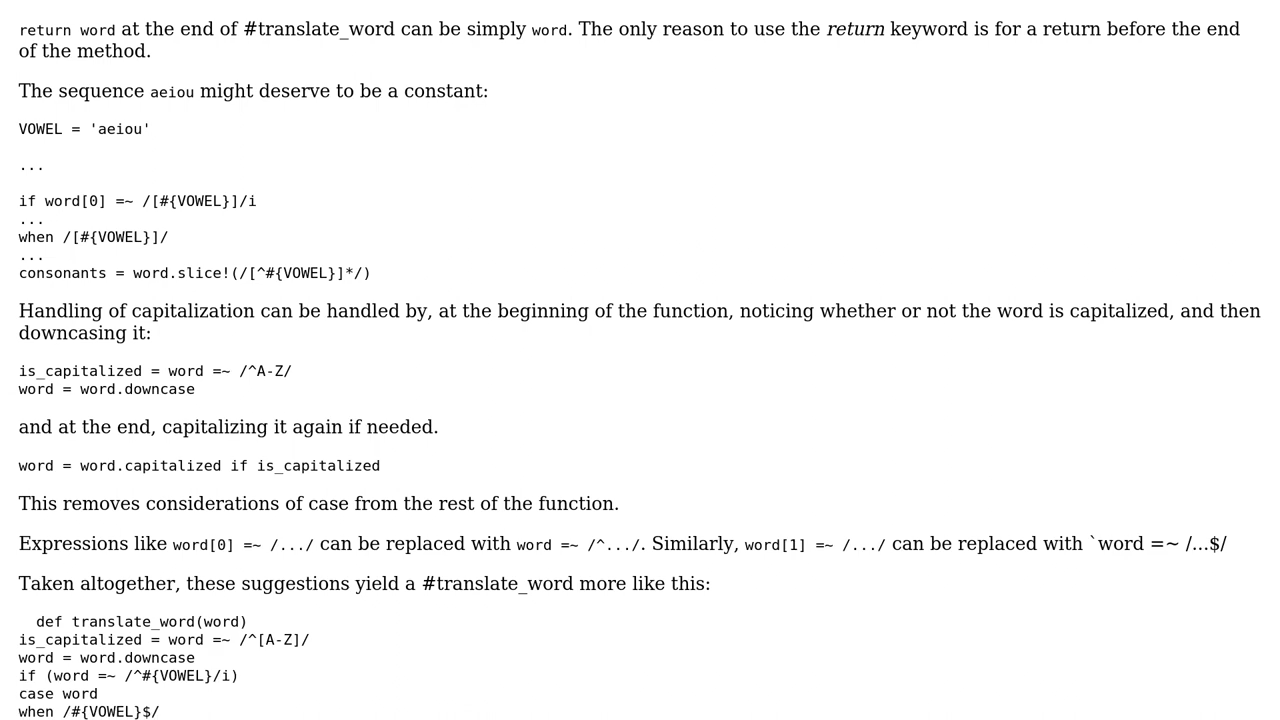 return word at the end of #translate_word can be simply word. The only reason to use the return keyword is for a return before the end
of the method.
The sequence aeiou might deserve to be a constant:
VOWEL = 'aeiou'
...
if word[0] =~ /[#{VOWEL}]/i
...
when /[#{VOWEL}]/
...
consonants = word.slice!(/[^#{VOWEL}]*/)
Handling of capitalization can be handled by, at the beginning of the function, noticing whether or not the word is capitalized, and then
downcasing it:
is_capitalized = word =~ /^A-Z/
word = word.downcase
and at the end, capitalizing it again if needed.
word = word.capitalized if is_capitalized
This removes considerations of case from the rest of the function.
Expressions like word[0] =~ /.../ can be replaced with word =~ /^.../. Similarly, word[1] =~ /.../ can be replaced with `word =~ /...$/
Taken altogether, these suggestions yield a #translate_word more like this:
  def translate_word(word)
is_capitalized = word =~ /^[A-Z]/
word = word.downcase
if (word =~ /^#{VOWEL}/i)
case word
when /#{VOWEL}$/